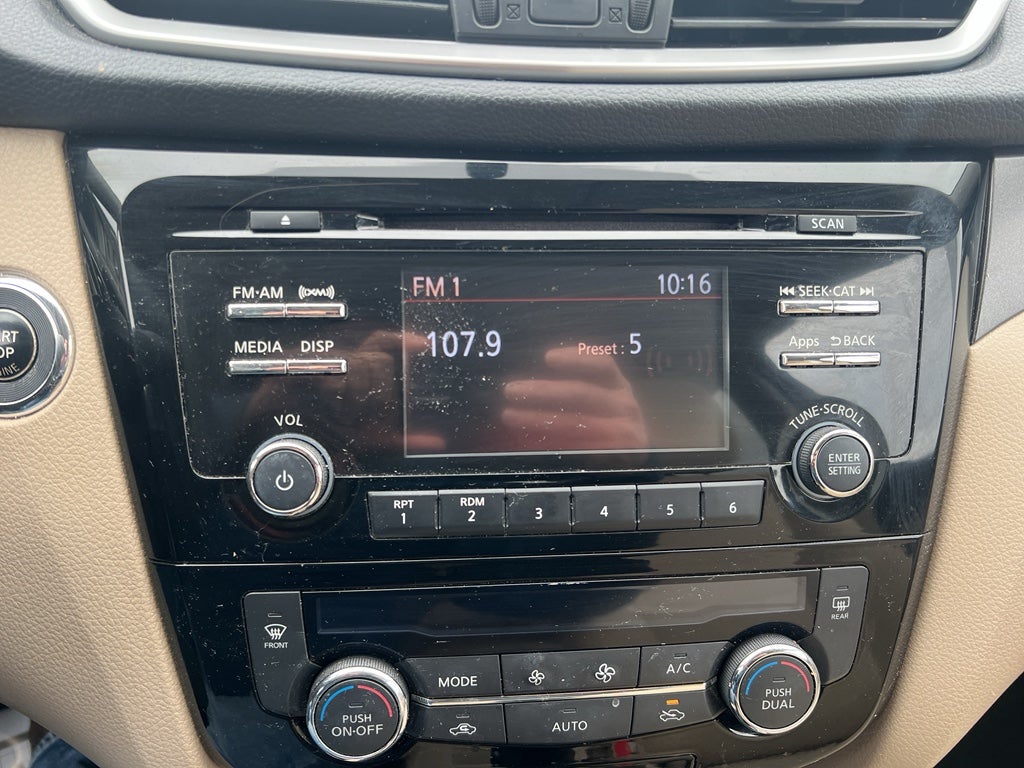 SCAN
FM·AM ((XM))
FM 1 10:16
SEEK·CAT
MEDIA DISP
107.9 Preset : 5
Apps BACK
VOL
TUNE·SCROLL
ENTER
SETTING
RPT
1
RDM
2
3
4
5
6
FRONT
REAR
MODE
A/C
AUTO
PUSH
ON·OFF
PUSH
DUAL